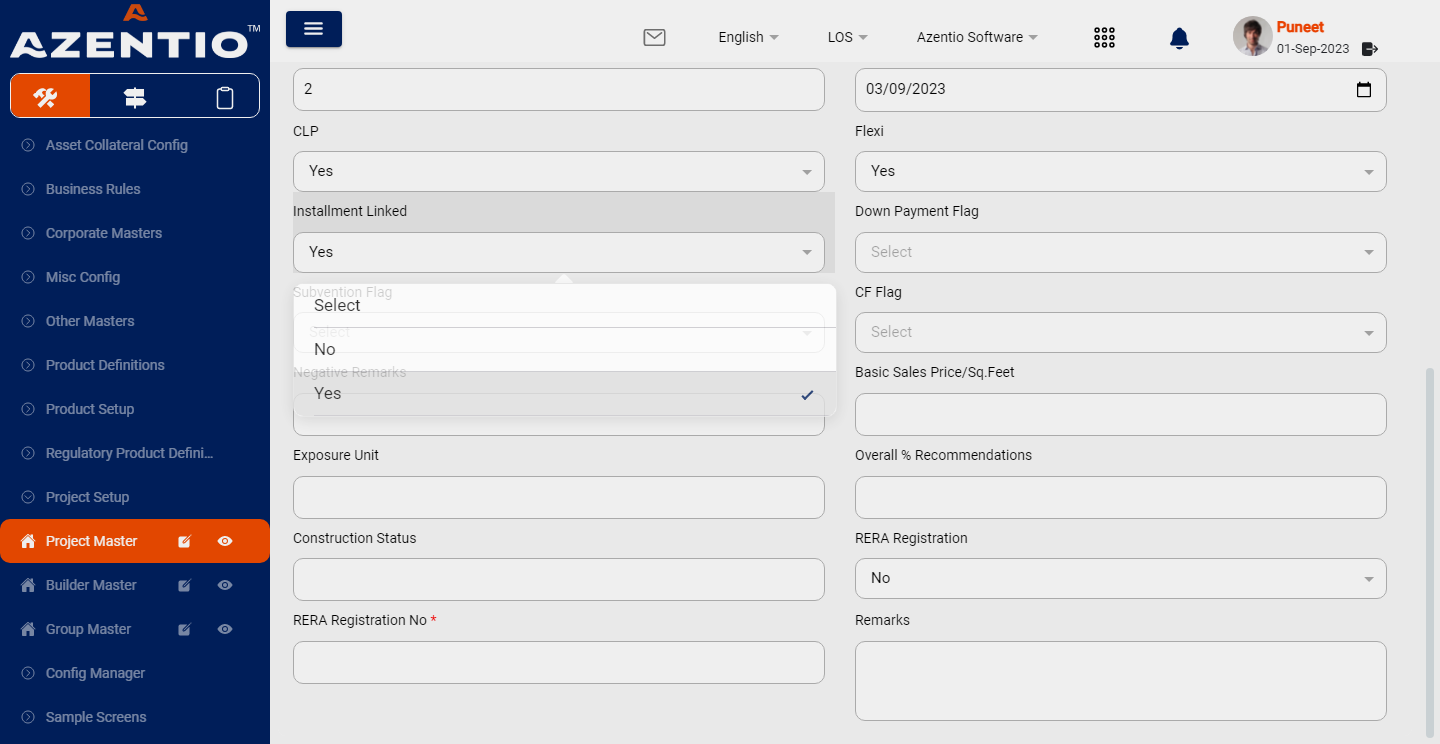 AZENTIO™
English
LOS
Azentio Software
Puneet
01-Sep-2023
Asset Collateral Config
Business Rules
Corporate Masters
Misc Config
Other Masters
Product Definitions
Product Setup
Regulatory Product Defini...
Project Setup
Project Master
Builder Master
Group Master
Config Manager
Sample Screens
2
03/09/2023
CLP
Flexi
Yes
Yes
Installment Linked
Down Payment Flag
Yes
Select
Subvention Flag
CF Flag
Select
Select
Select
No
Negative Remarks
Basic Sales Price/Sq.Feet
Yes
Exposure Unit
Overall % Recommendations
Construction Status
RERA Registration
No
RERA Registration No *
Remarks